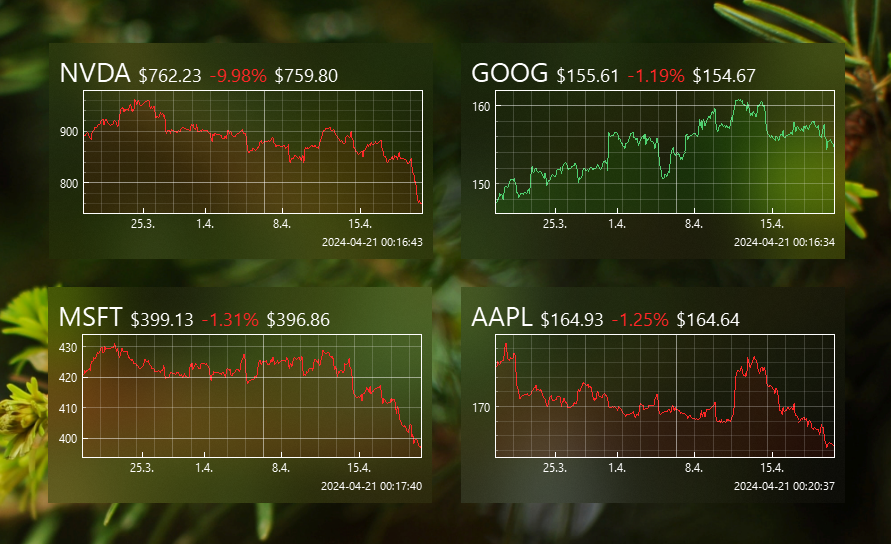 NVDA $762.23 -9.98% $759.80
900
800
25.3. 1.4. 8.4. 15.4.
2024-04-21 00:16:43
GOOG $155.61 -1.19% $154.67
160
150
25.3. 1.4. 8.4. 15.4.
2024-04-21 00:16:34
MSFT $399.13 -1.31% $396.86
430
420
410
400
25.3. 1.4. 8.4. 15.4.
2024-04-21 00:17:40
AAPL $164.93 -1.25% $164.64
170
25.3. 1.4. 8.4. 15.4.
2024-04-21 00:20:37